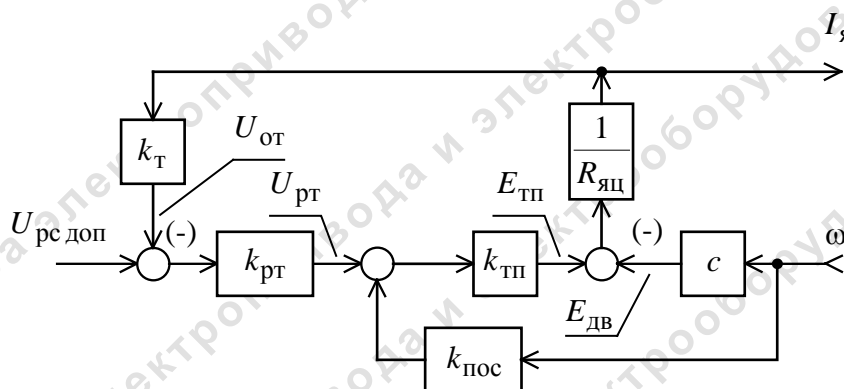 Iя
1
Rяц
kт
Uот
Uрт
Eтп
Uрс доп
(-)
(-)
ω
kрт
kтп
c
Eдв
kпос